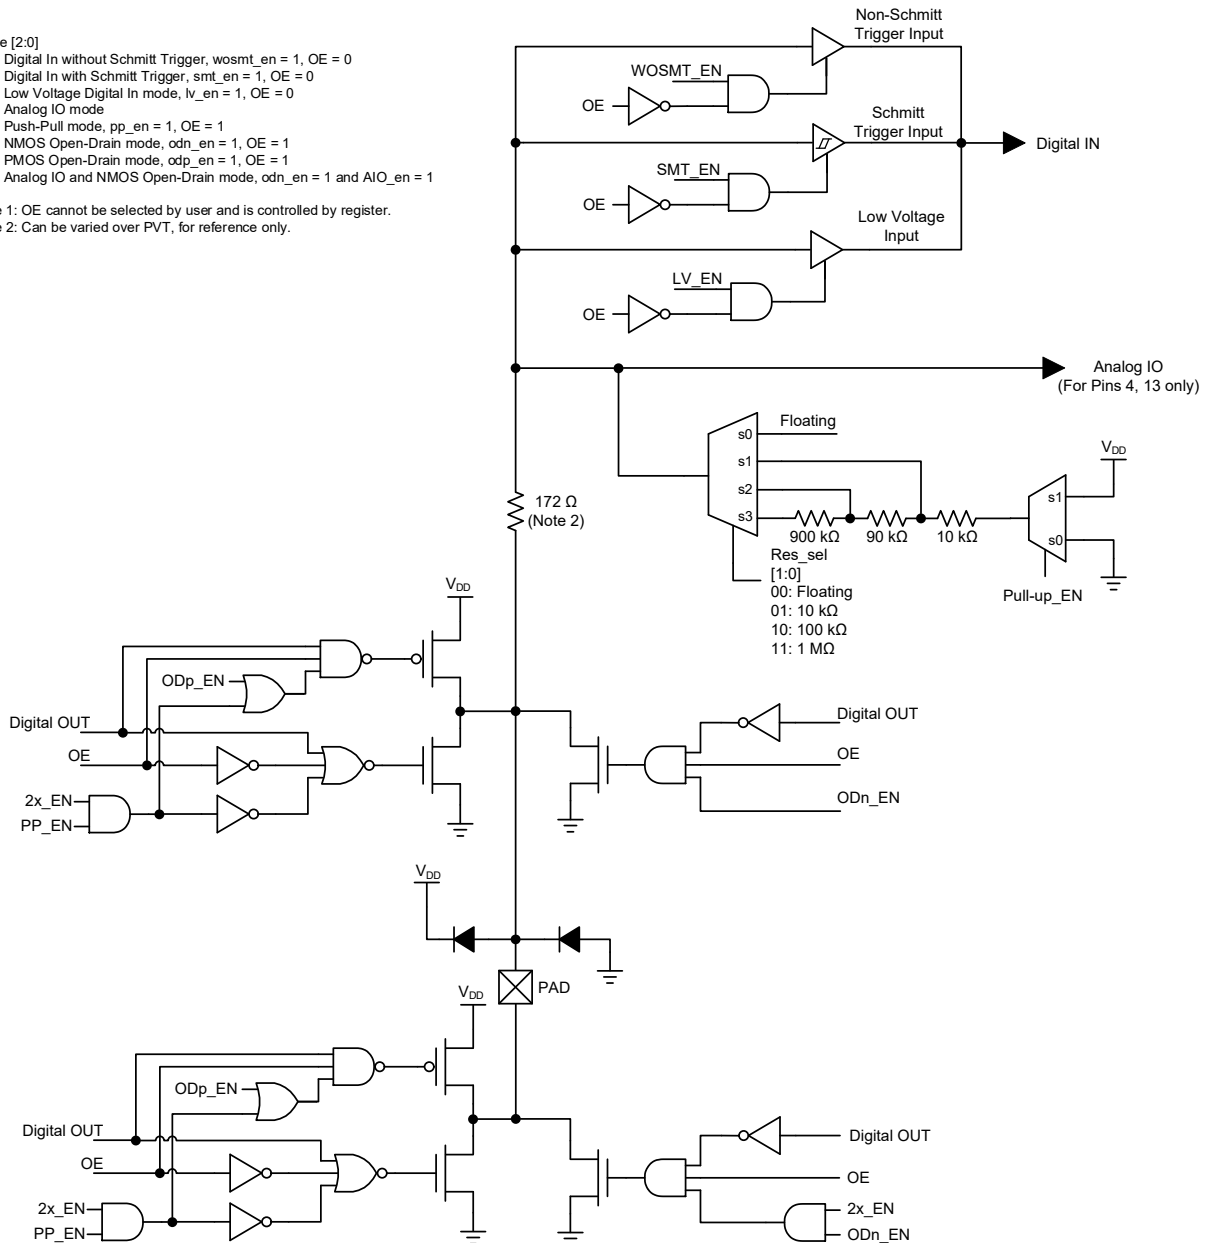 e [2:0]
Digital In without Schmitt Trigger, wosmt_en = 1, OE = 0
Digital In with Schmitt Trigger, smt_en = 1, OE = 0
Low Voltage Digital In mode, lv_en = 1, OE = 0
Analog IO mode
Push-Pull mode, pp_en = 1, OE = 1
NMOS Open-Drain mode, odn_en = 1, OE = 1
PMOS Open-Drain mode, odp_en = 1, OE = 1
Analog IO and NMOS Open-Drain mode, odn_en = 1 and AIO_en = 1
e 1: OE cannot be selected by user and is controlled by register.
e 2: Can be varied over PVT, for reference only.
Non-Schmitt
Trigger Input
WOSMT_EN
OE
Schmitt
Trigger Input
Digital IN
SMT_EN
OE
Low Voltage
Input
LV_EN
OE
Analog IO
(For Pins 4, 13 only)
Floating
s0
s1
s2
s3
900 kΩ
90 kΩ
10 kΩ
VDD
s1
s0
Pull-up_EN
Res_sel
[1:0]
00: Floating
01: 10 kΩ
10: 100 kΩ
11: 1 MΩ
172 Ω
(Note 2)
VDD
ODp_EN
Digital OUT
OE
2x_EN
PP_EN
Digital OUT
OE
ODn_EN
VDD
PAD
VDD
ODp_EN
Digital OUT
OE
2x_EN
PP_EN
Digital OUT
OE
2x_EN
ODn_EN